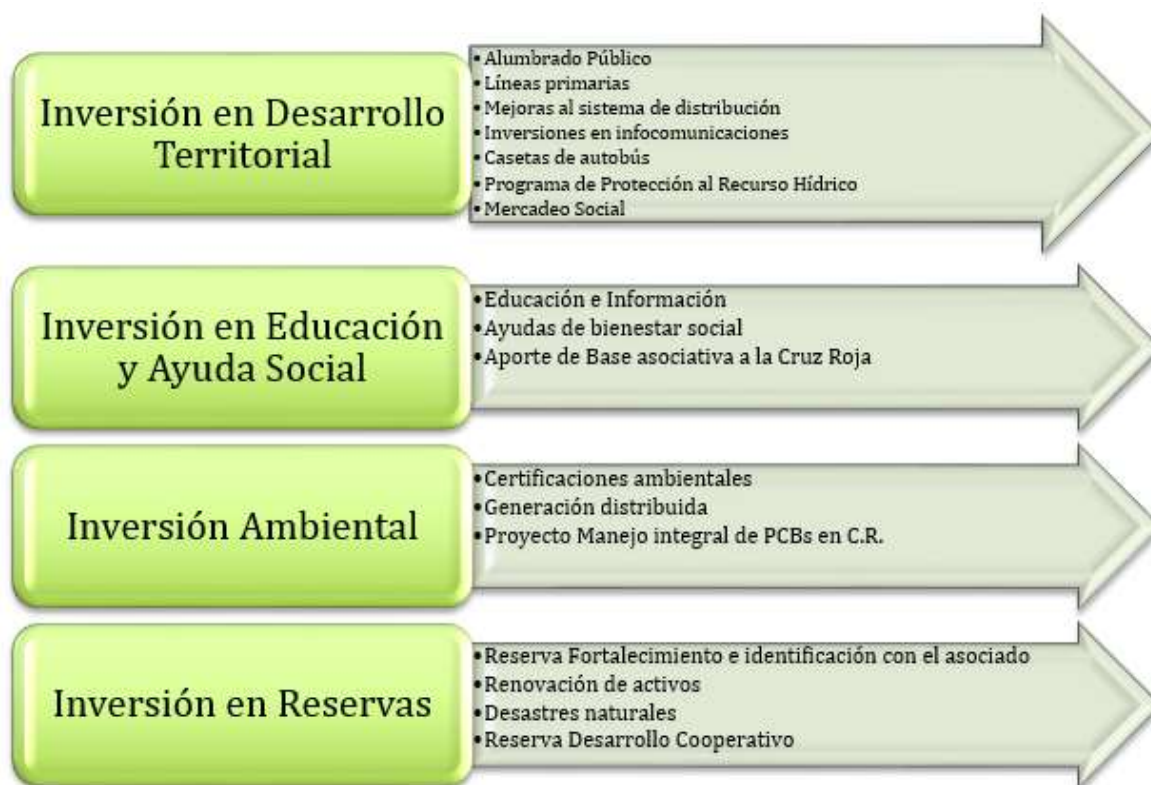 Inversión en Desarrollo
Territorial
• Alumbrado Público
• Líneas primarias
• Mejoras al sistema de distribución
• Inversiones en infocomunicaciones
• Casetas de autobús
• Programa de Protección al Recurso Hídrico
• Mercadeo Social
Inversión en Educación
y Ayuda Social
• Educación e Información
• Ayudas de bienestar social
• Aporte de Base asociativa a la Cruz Roja
Inversión Ambiental
• Certificaciones ambientales
• Generación distribuida
• Proyecto Manejo integral de PCBs en C.R.
Inversión en Reservas
• Reserva Fortalecimiento e identificación con el asociado
• Renovación de activos
• Desastres naturales
• Reserva Desarrollo Cooperativo